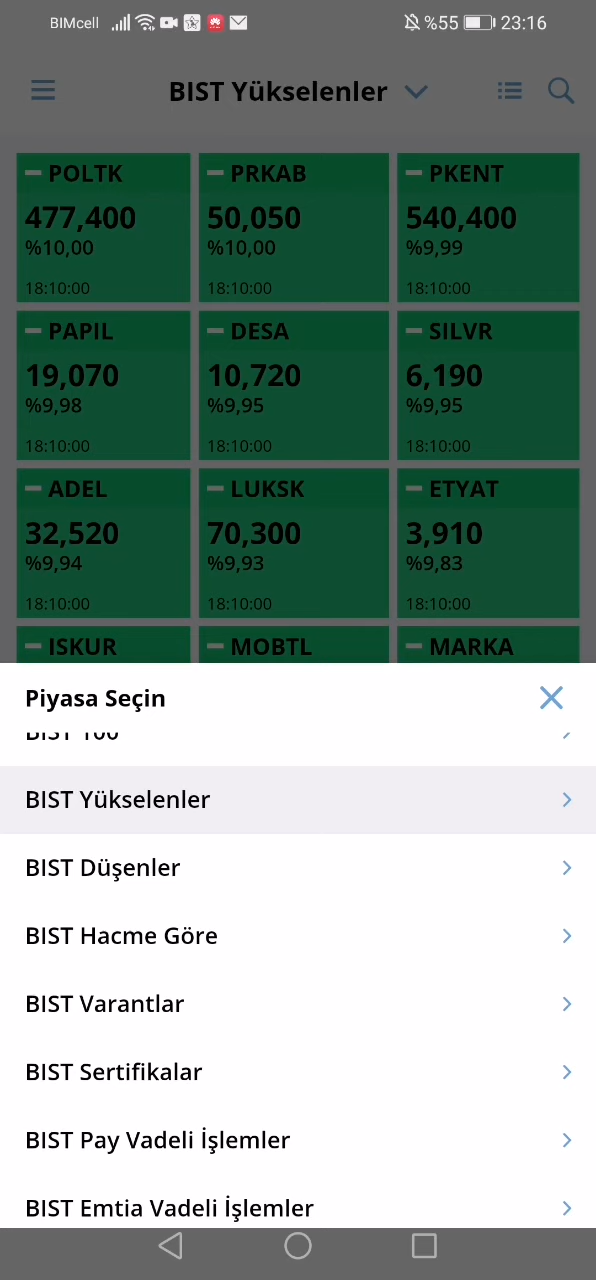 BIMcell %55 23:16
BIST Yükselenler
POLTK PRKAB PKENT
477,400 50,050 540,400
%10,00 %10,00 %9,99
18:10:00 18:10:00 18:10:00
PAPIL DESA SILVR
19,070 10,720 6,190
%9,98 %9,95 %9,95
18:10:00 18:10:00 18:10:00
ADEL LUKSK ETYAT
32,520 70,300 3,910
%9,94 %9,93 %9,83
18:10:00 18:10:00 18:10:00
ISKUR MOBTL MARKA
Piyasa Seçin
BIST 100
BIST Yükselenler
BIST Düşenler
BIST Hacme Göre
BIST Varantlar
BIST Sertifikalar
BIST Pay Vadeli İşlemler
BIST Emtia Vadeli İşlemler